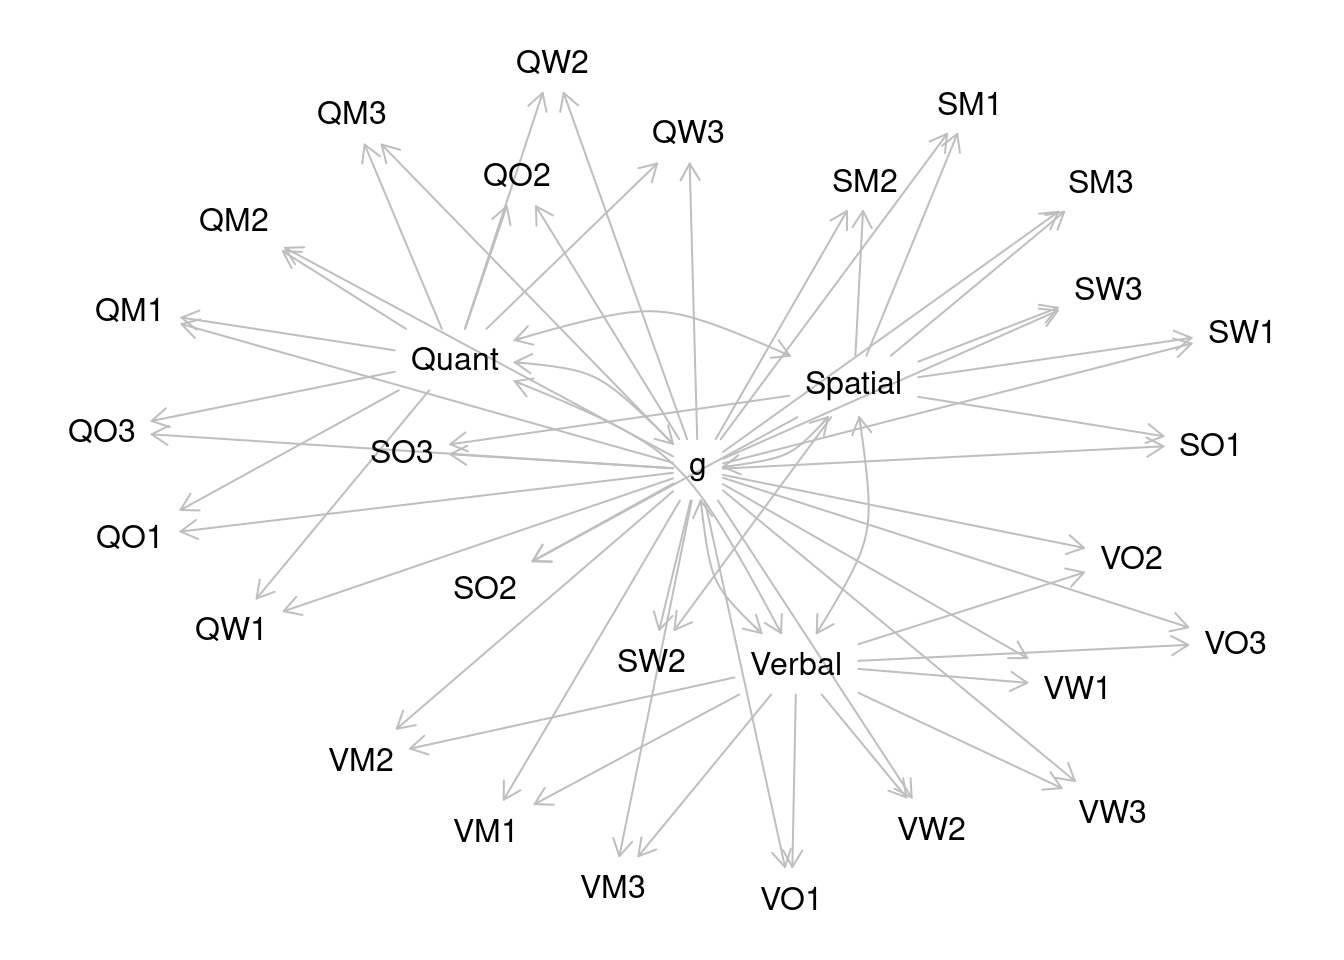 QW2
SM1
QM3
QW3
QO2
SM2
SM3
QM2
SW3
QM1
SW1
Quant
Spatial
QO3
SO1
SO3
g
QO1
VO2
SO2
QW1
VO3
SW2
Verbal
VW1
VM2
VW3
VW2
VM1
VM3
VO1